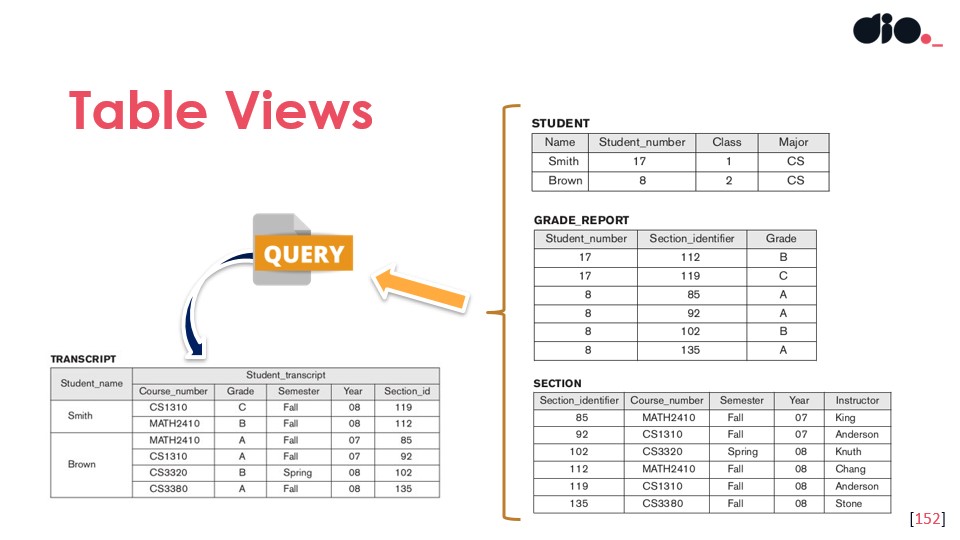 dio._
Table Views
STUDENT
Name Student_number Class Major
Smith 17 1 CS
Brown 8 2 CS
GRADE_REPORT
Student_number Section_identifier Grade
17 112 B
17 119 C
8 85 A
8 92 A
8 102 B
8 135 A
SECTION
Section_identifier Course_number Semester Year Instructor
85 MATH2410 Fall 07 King
92 CS1310 Fall 07 Anderson
102 CS3320 Spring 08 Knuth
112 MATH2410 Fall 08 Chang
119 CS1310 Fall 08 Anderson
135 CS3380 Fall 08 Stone
QUERY
TRANSCRIPT
Student_name Student_transcript
Course_number Grade Semester Year Section_id
Smith CS1310 C Fall 08 119
MATH2410 B Fall 08 112
Brown MATH2410 A Fall 07 85
CS1310 A Fall 07 92
CS3320 B Spring 08 102
CS3380 A Fall 08 135
[152]